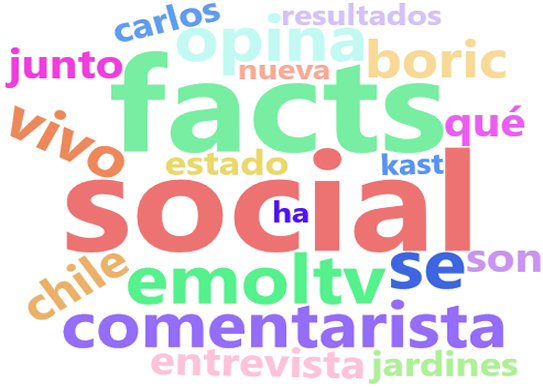 carlos resultados
opina
junto nueva boric
facts
vivo qué
estado kast
social
ha
chile emoltv se son
comentarista
entrevista jardines